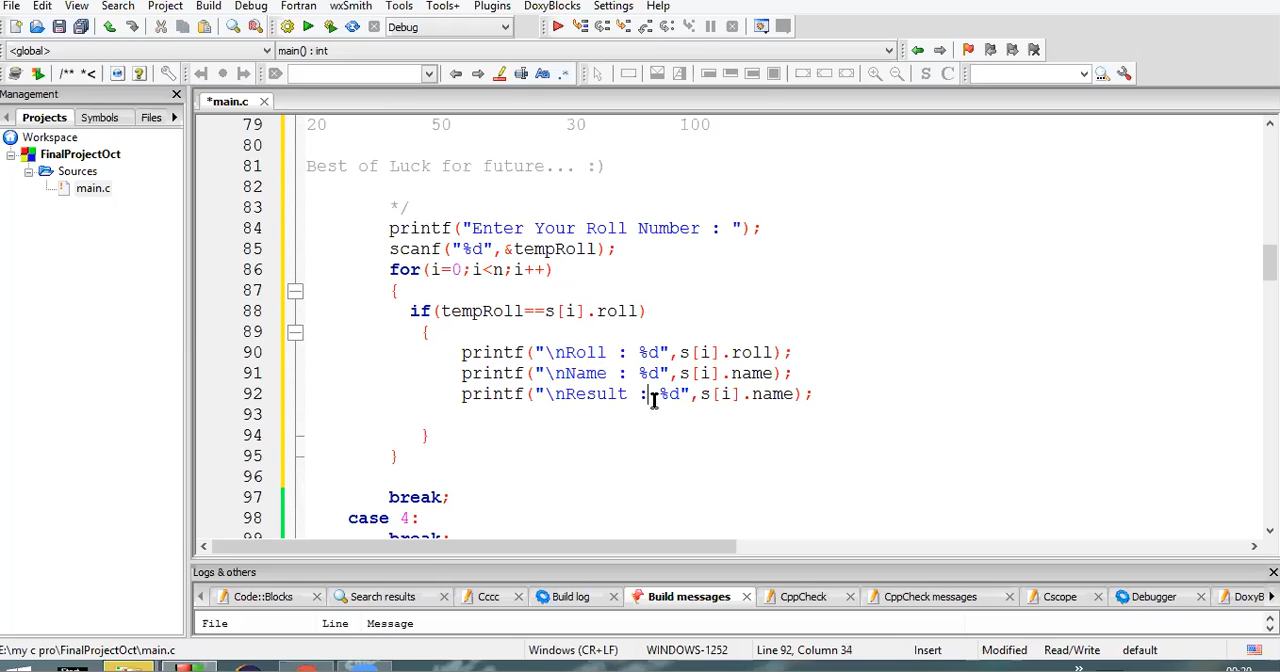 File Edit View Search Project Build Debug Fortran wxSmith Tools Tools+ Plugins DoxyBlocks Settings Help
Debug
<global> main() : int
/** *<
S C
Management
Projects Symbols Files
*main.c
Workspace
FinalProjectOct
Sources
main.c
79 20 50 30 100
80
81 Best of Luck for future... :)
82
83 */
84 printf("Enter Your Roll Number : ");
85 scanf("%d",&tempRoll);
86 for(i=0;i<n;i++)
87 {
88 if(tempRoll==s[i].roll)
89 {
90 printf("\nRoll : %d",s[i].roll);
91 printf("\nName : %d",s[i].name);
92 printf("\nResult : %d",s[i].name);
93
94 }
95 }
96
97 break;
98 case 4:
99 break;
Logs & others
Code::Blocks Search results Cccc Build log Build messages CppCheck CppCheck messages Cscope Debugger DoxyB
File Line Message
E:\my c pro\FinalProjectOct\main.c Windows (CR+LF) WINDOWS-1252 Line 92, Column 34 Insert Modified Read/Write default
Start